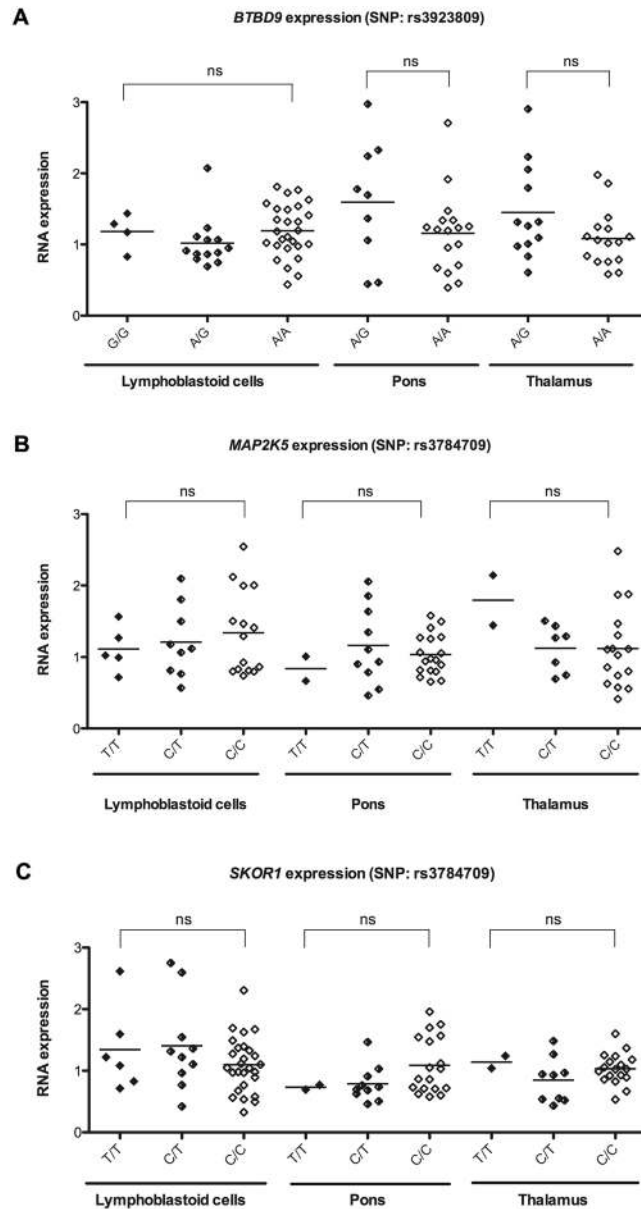 A
BTBD9 expression (SNP: rs3923809)
ns ns ns
3
2
1
0
RNA expression
G/G A/G A/A A/G A/A A/G A/A
Lymphoblastoid cells Pons Thalamus
B
MAP2K5 expression (SNP: rs3784709)
ns ns ns
3
2
1
0
RNA expression
T/T C/T C/C T/T C/T C/C T/T C/T C/C
Lymphoblastoid cells Pons Thalamus
C
SKOR1 expression (SNP: rs3784709)
ns ns ns
3
2
1
0
RNA expression
T/T C/T C/C T/T C/T C/C T/T C/T C/C
Lymphoblastoid cells Pons Thalamus